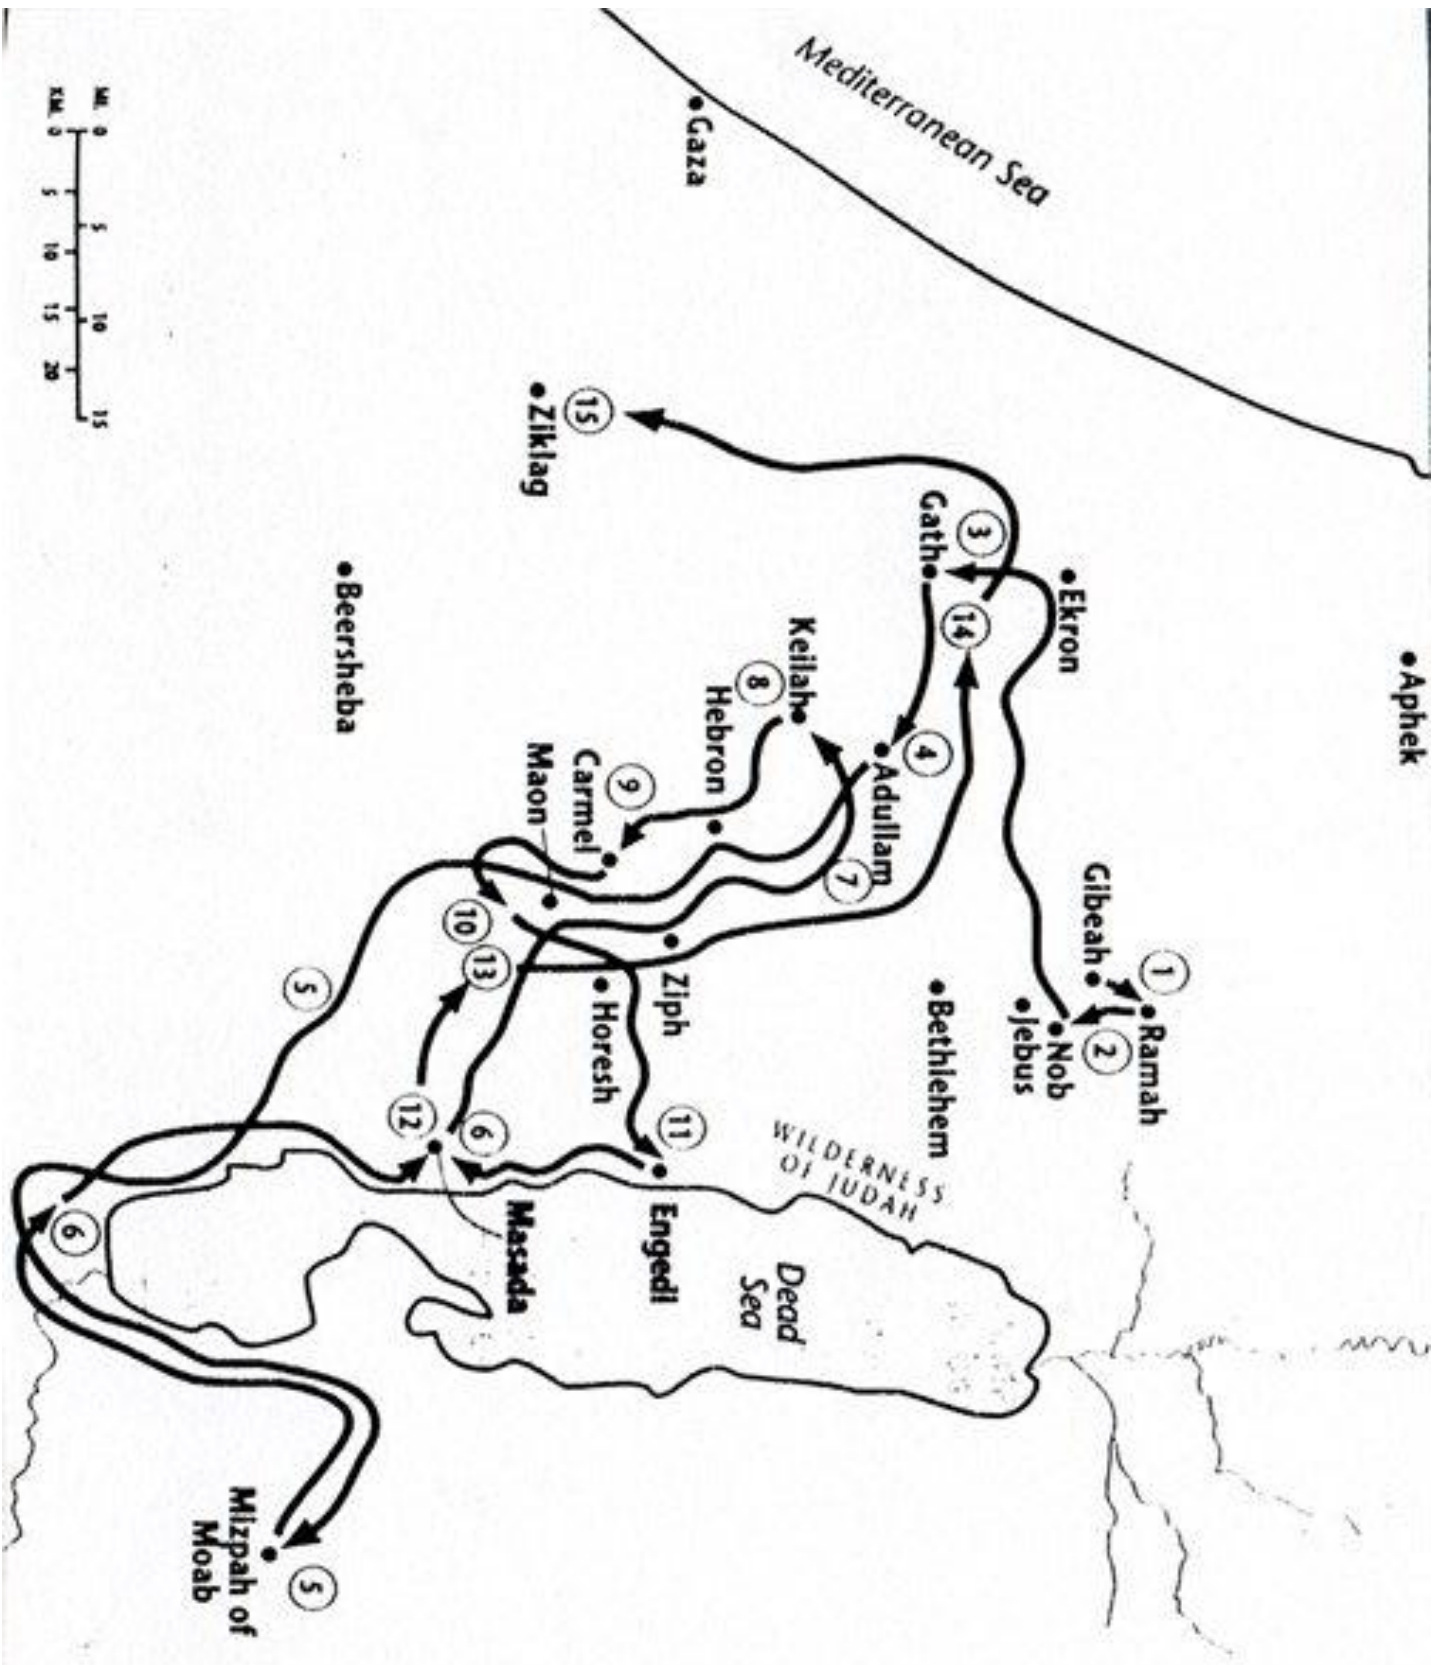 Aphek
Mediterranean Sea
1
Ramah
2
Gibeah
Nob
Jebus
Ekron
3
Gath
14
4
Adullam
Bethlehem
WILDERNESS
OF JUDAH
7
Keilah
8
Hebron
Dead
Sea
Gaza
Ziph
11
Engedi
9
Carmel
Maon
Horesh
15
Ziklag
10
13
6
12
Masada
Beersheba
5
5
Mizpah of
Moab
6
MI. 0 5 10 15
KM. 0 5 10 15 20